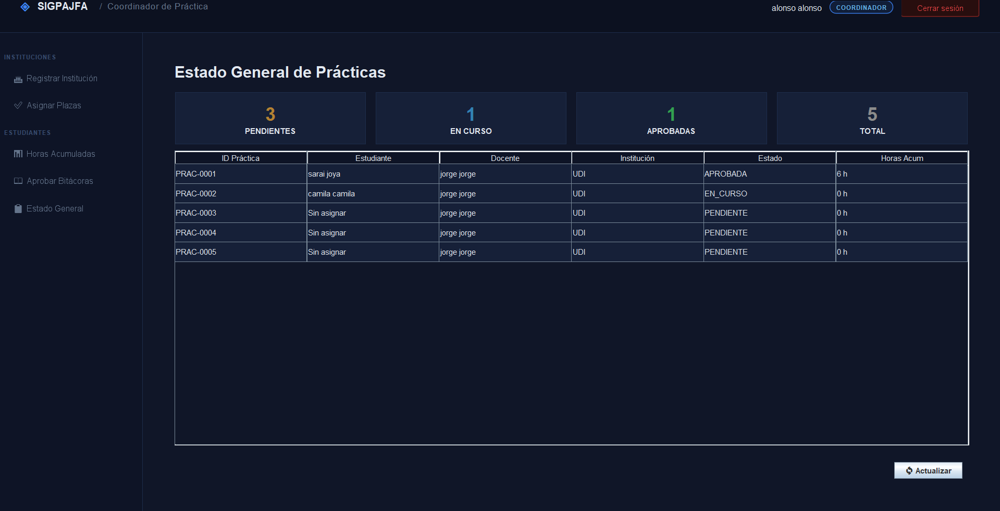 SIGPAJFA / Coordinador de Práctica
alonso alonso COORDINADOR Cerrar sesión
INSTITUCIONES
Registrar Institución
Asignar Plazas
ESTUDIANTES
Horas Acumuladas
Aprobar Bitácoras
Estado General
Estado General de Prácticas
3 1 1 5
PENDIENTES EN CURSO APROBADAS TOTAL
ID Práctica Estudiante Docente Institución Estado Horas Acum
PRAC-0001 sarai joya jorge jorge UDI APROBADA 6 h
PRAC-0002 camila camila jorge jorge UDI EN_CURSO 0 h
PRAC-0003 Sin asignar jorge jorge UDI PENDIENTE 0 h
PRAC-0004 Sin asignar jorge jorge UDI PENDIENTE 0 h
PRAC-0005 Sin asignar jorge jorge UDI PENDIENTE 0 h
Actualizar